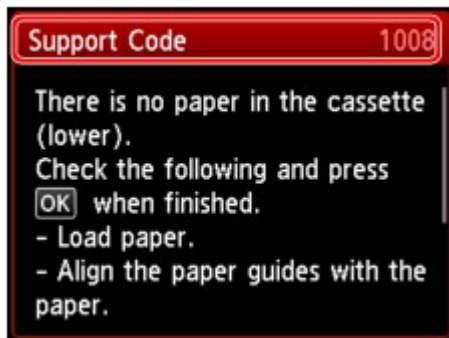 Support Code 1008
There is no paper in the cassette
(lower).
Check the following and press
OK when finished.
– Load paper.
– Align the paper guides with the
paper.